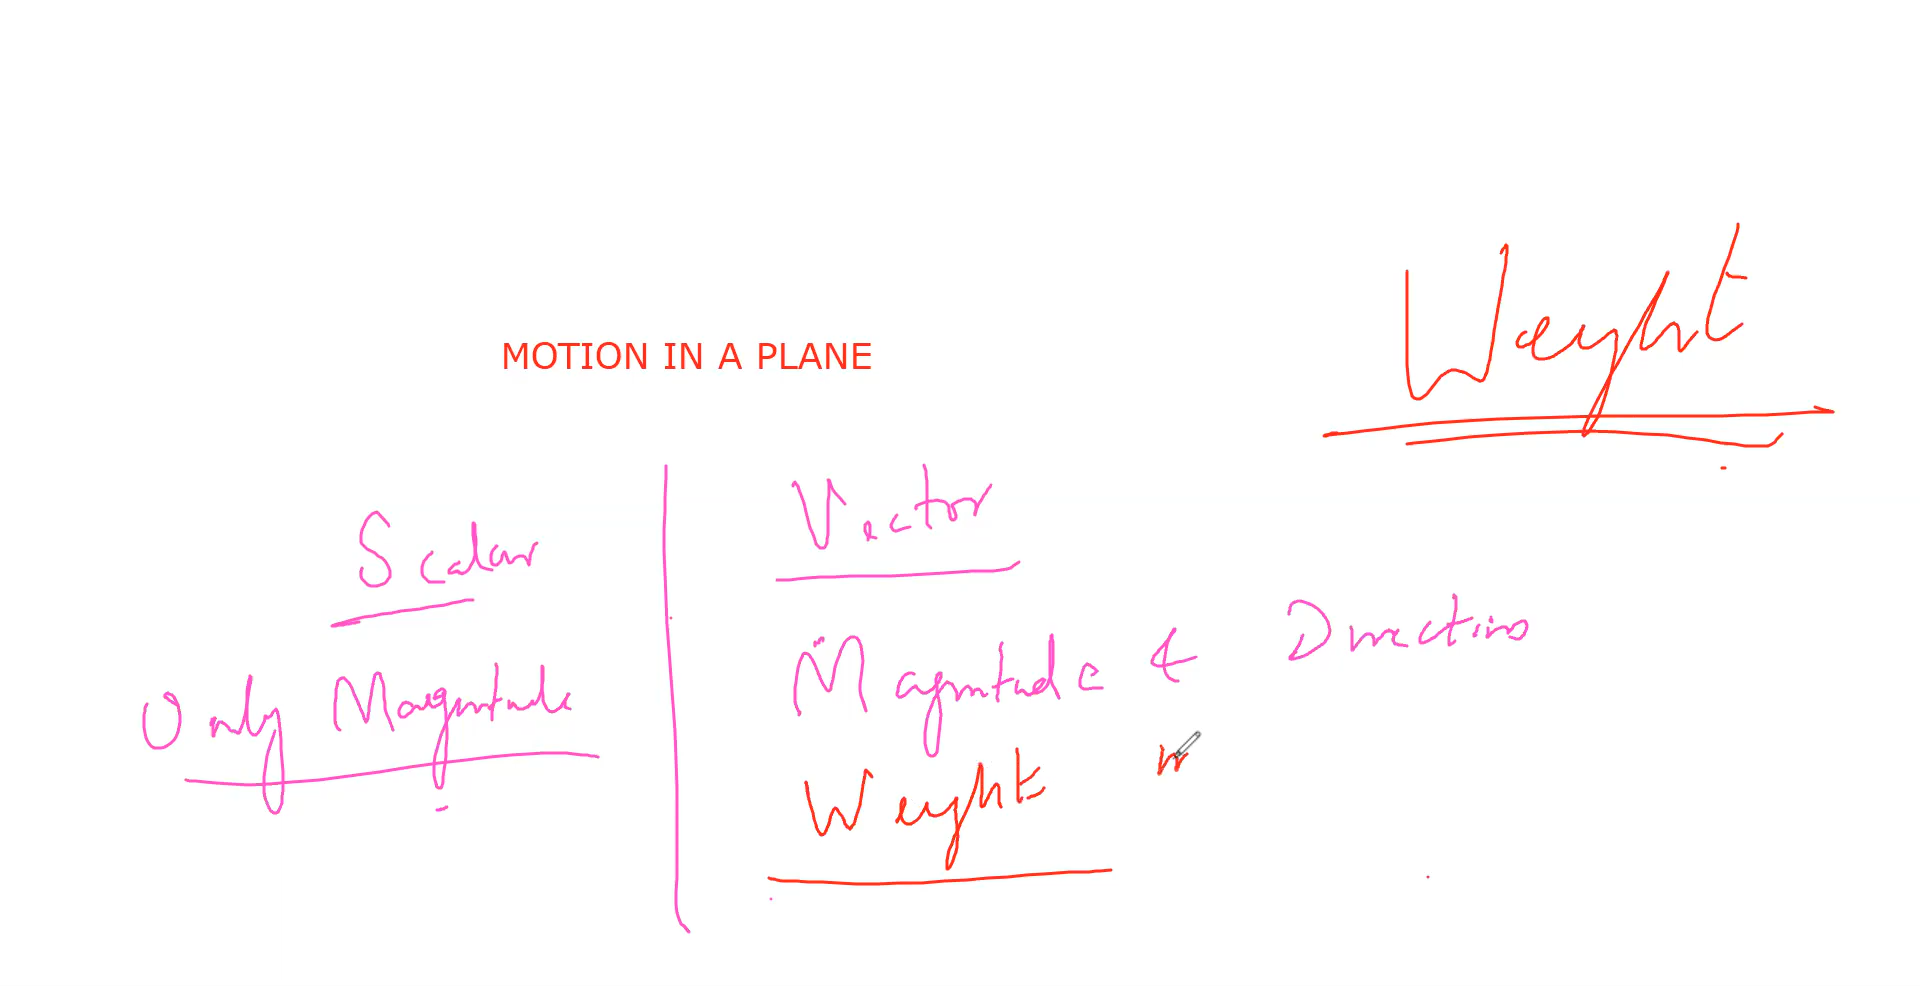 Weight
MOTION IN A PLANE
Scalar
Vector
Only Magnitude
Magnitude & Direction
Weight